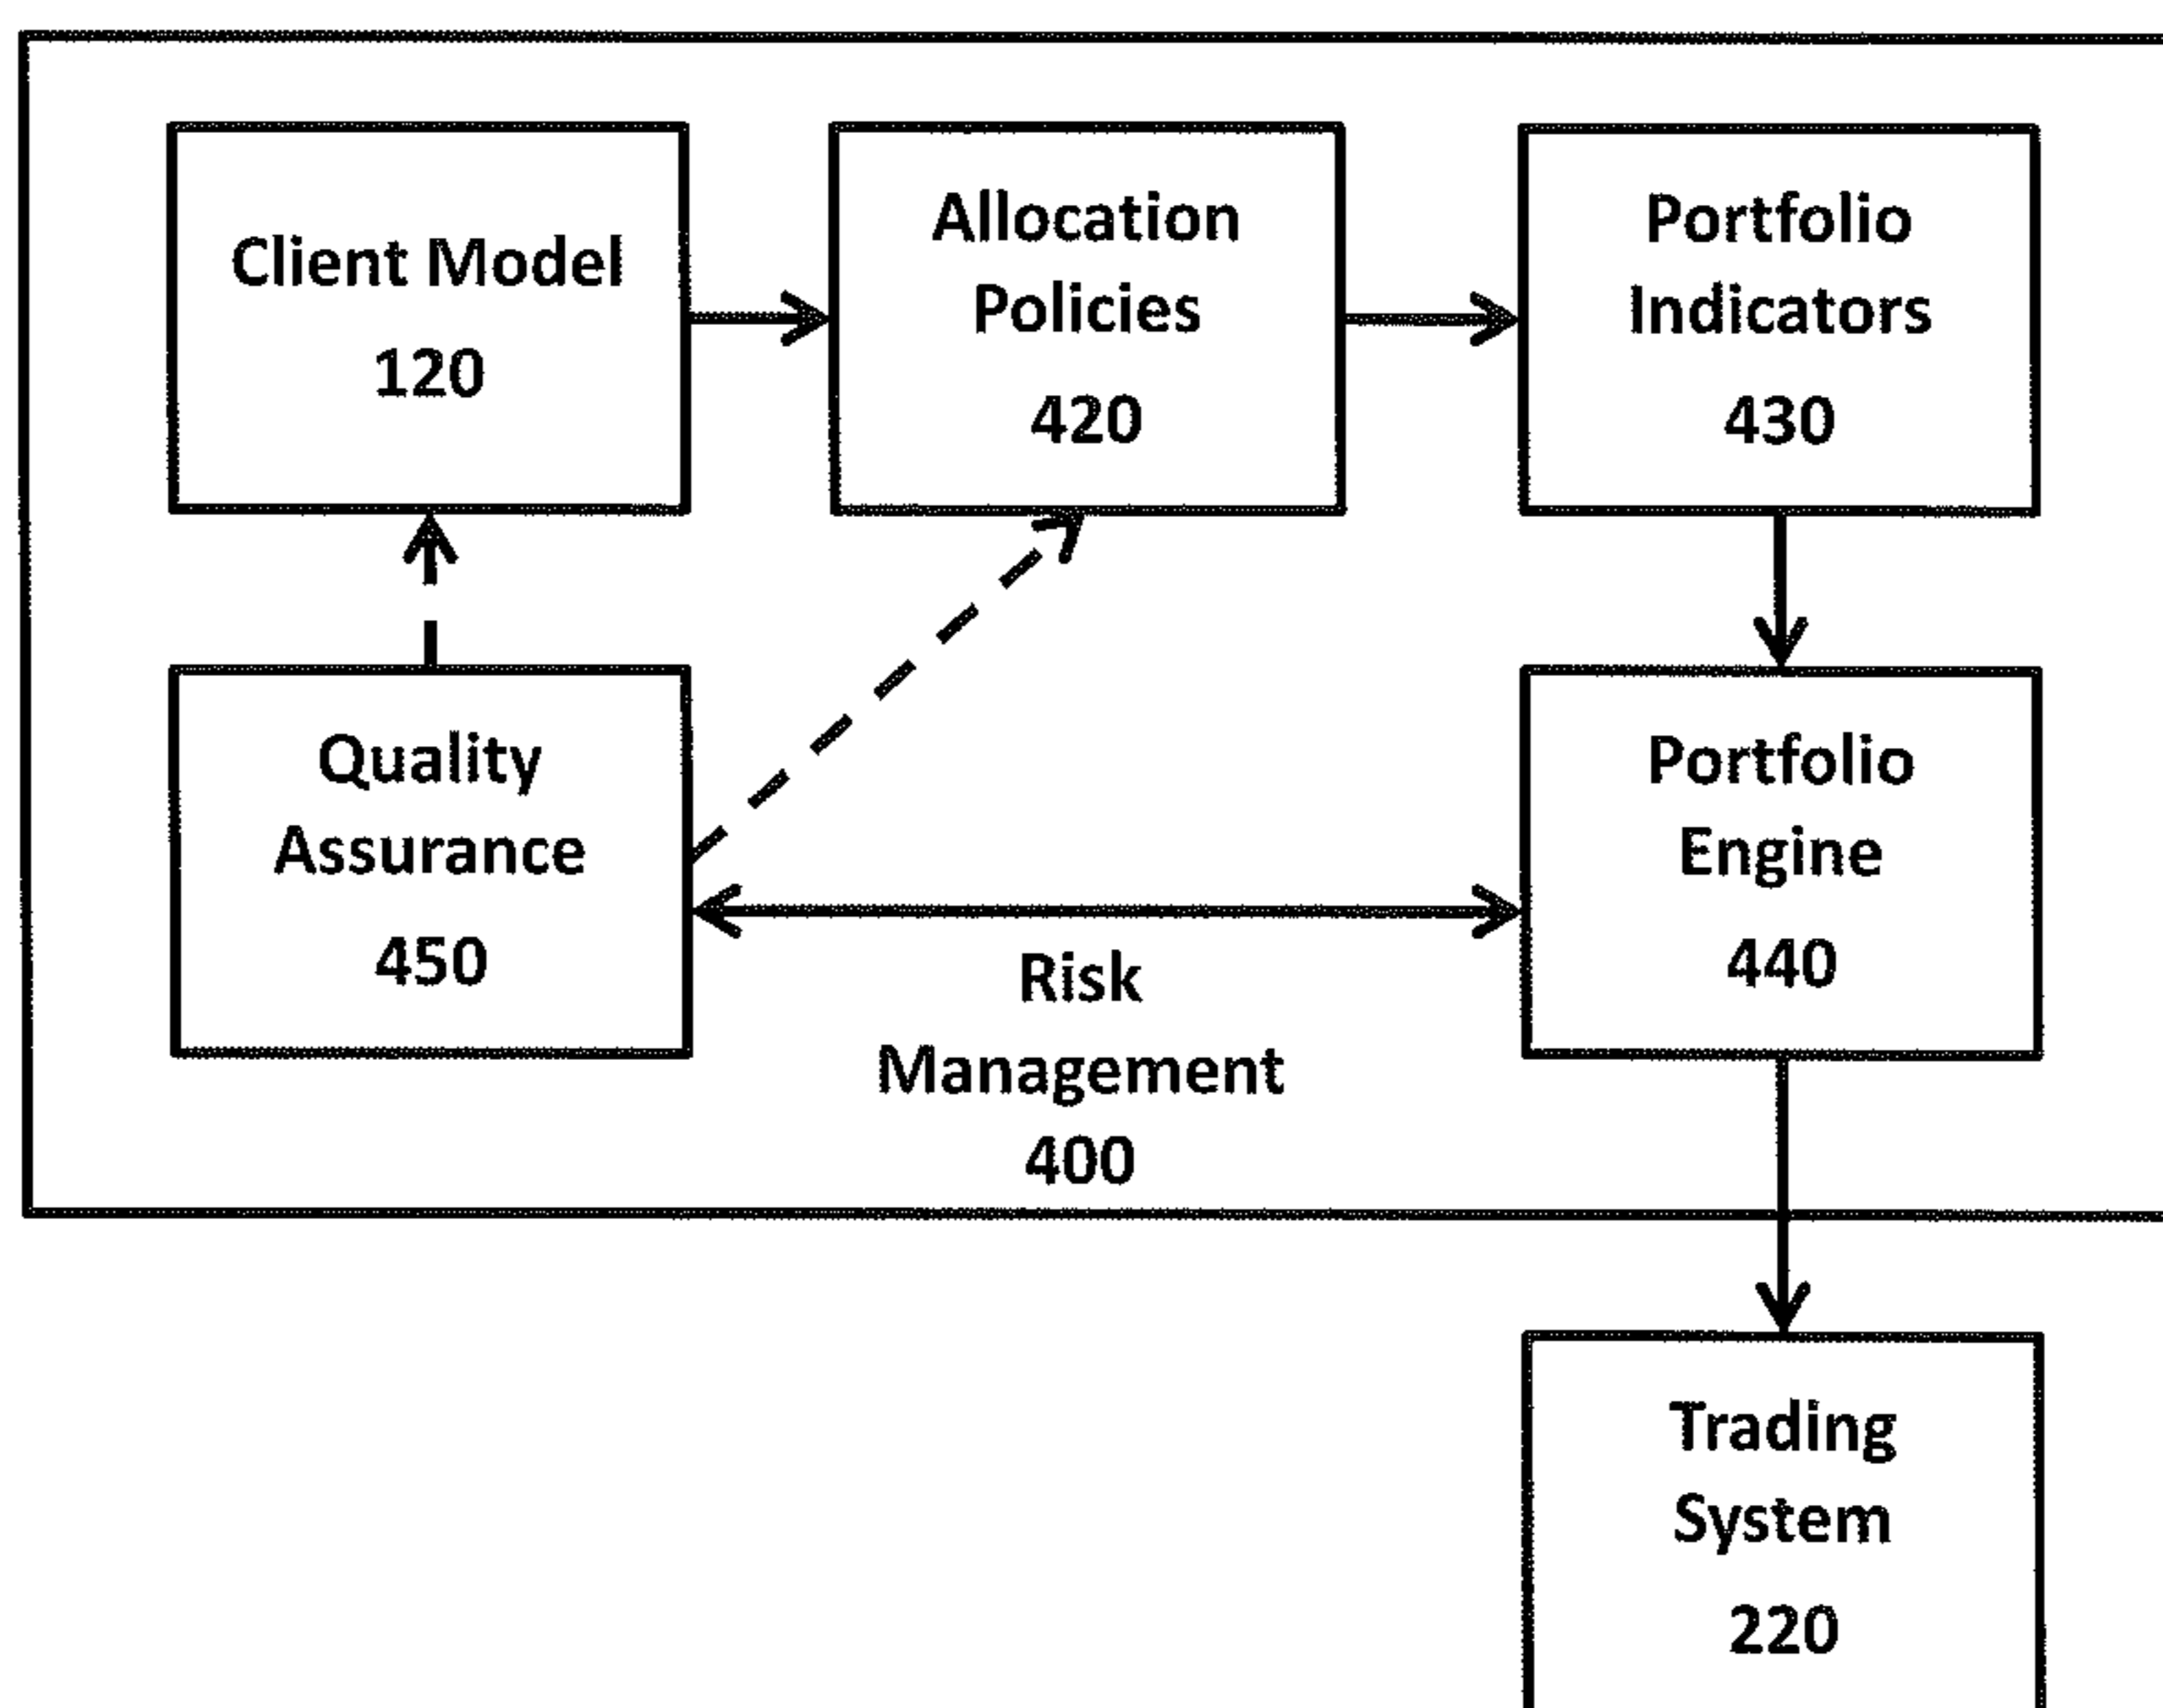 Client Model
120
Allocation
Policies
420
Portfolio
Indicators
430
Quality
Assurance
450
Portfolio
Engine
440
Risk
Management
400
Trading
System
220